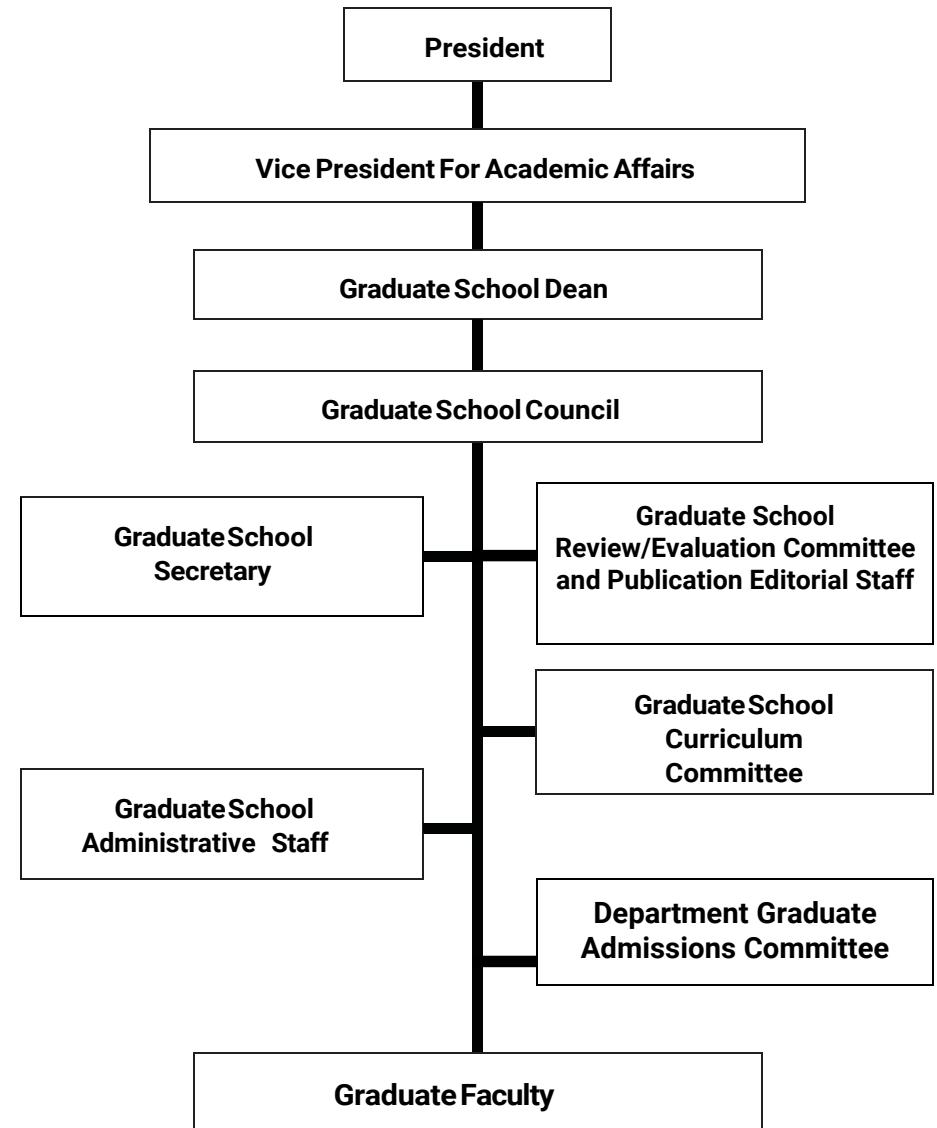 President
Vice President For Academic Affairs
Graduate School Dean
Graduate School Council
Graduate School
Secretary
Graduate School
Review/Evaluation Committee
and Publication Editorial Staff
Graduate School
Curriculum
Committee
Graduate School
Administrative Staff
Department Graduate
Admissions Committee
Graduate Faculty